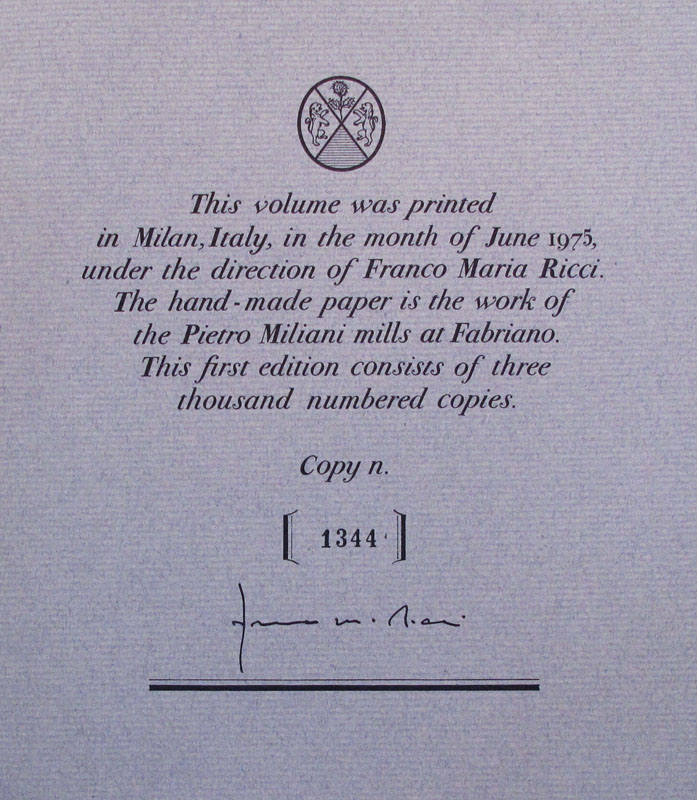 This volume was printed
in Milan, Italy, in the month of June 1975,
under the direction of Franco Maria Ricci.
The hand-made paper is the work of
the Pietro Miliani mills at Fabriano.
This first edition consists of three
thousand numbered copies.
Copy n.
[ 1344 ]
Franco M. Ricci